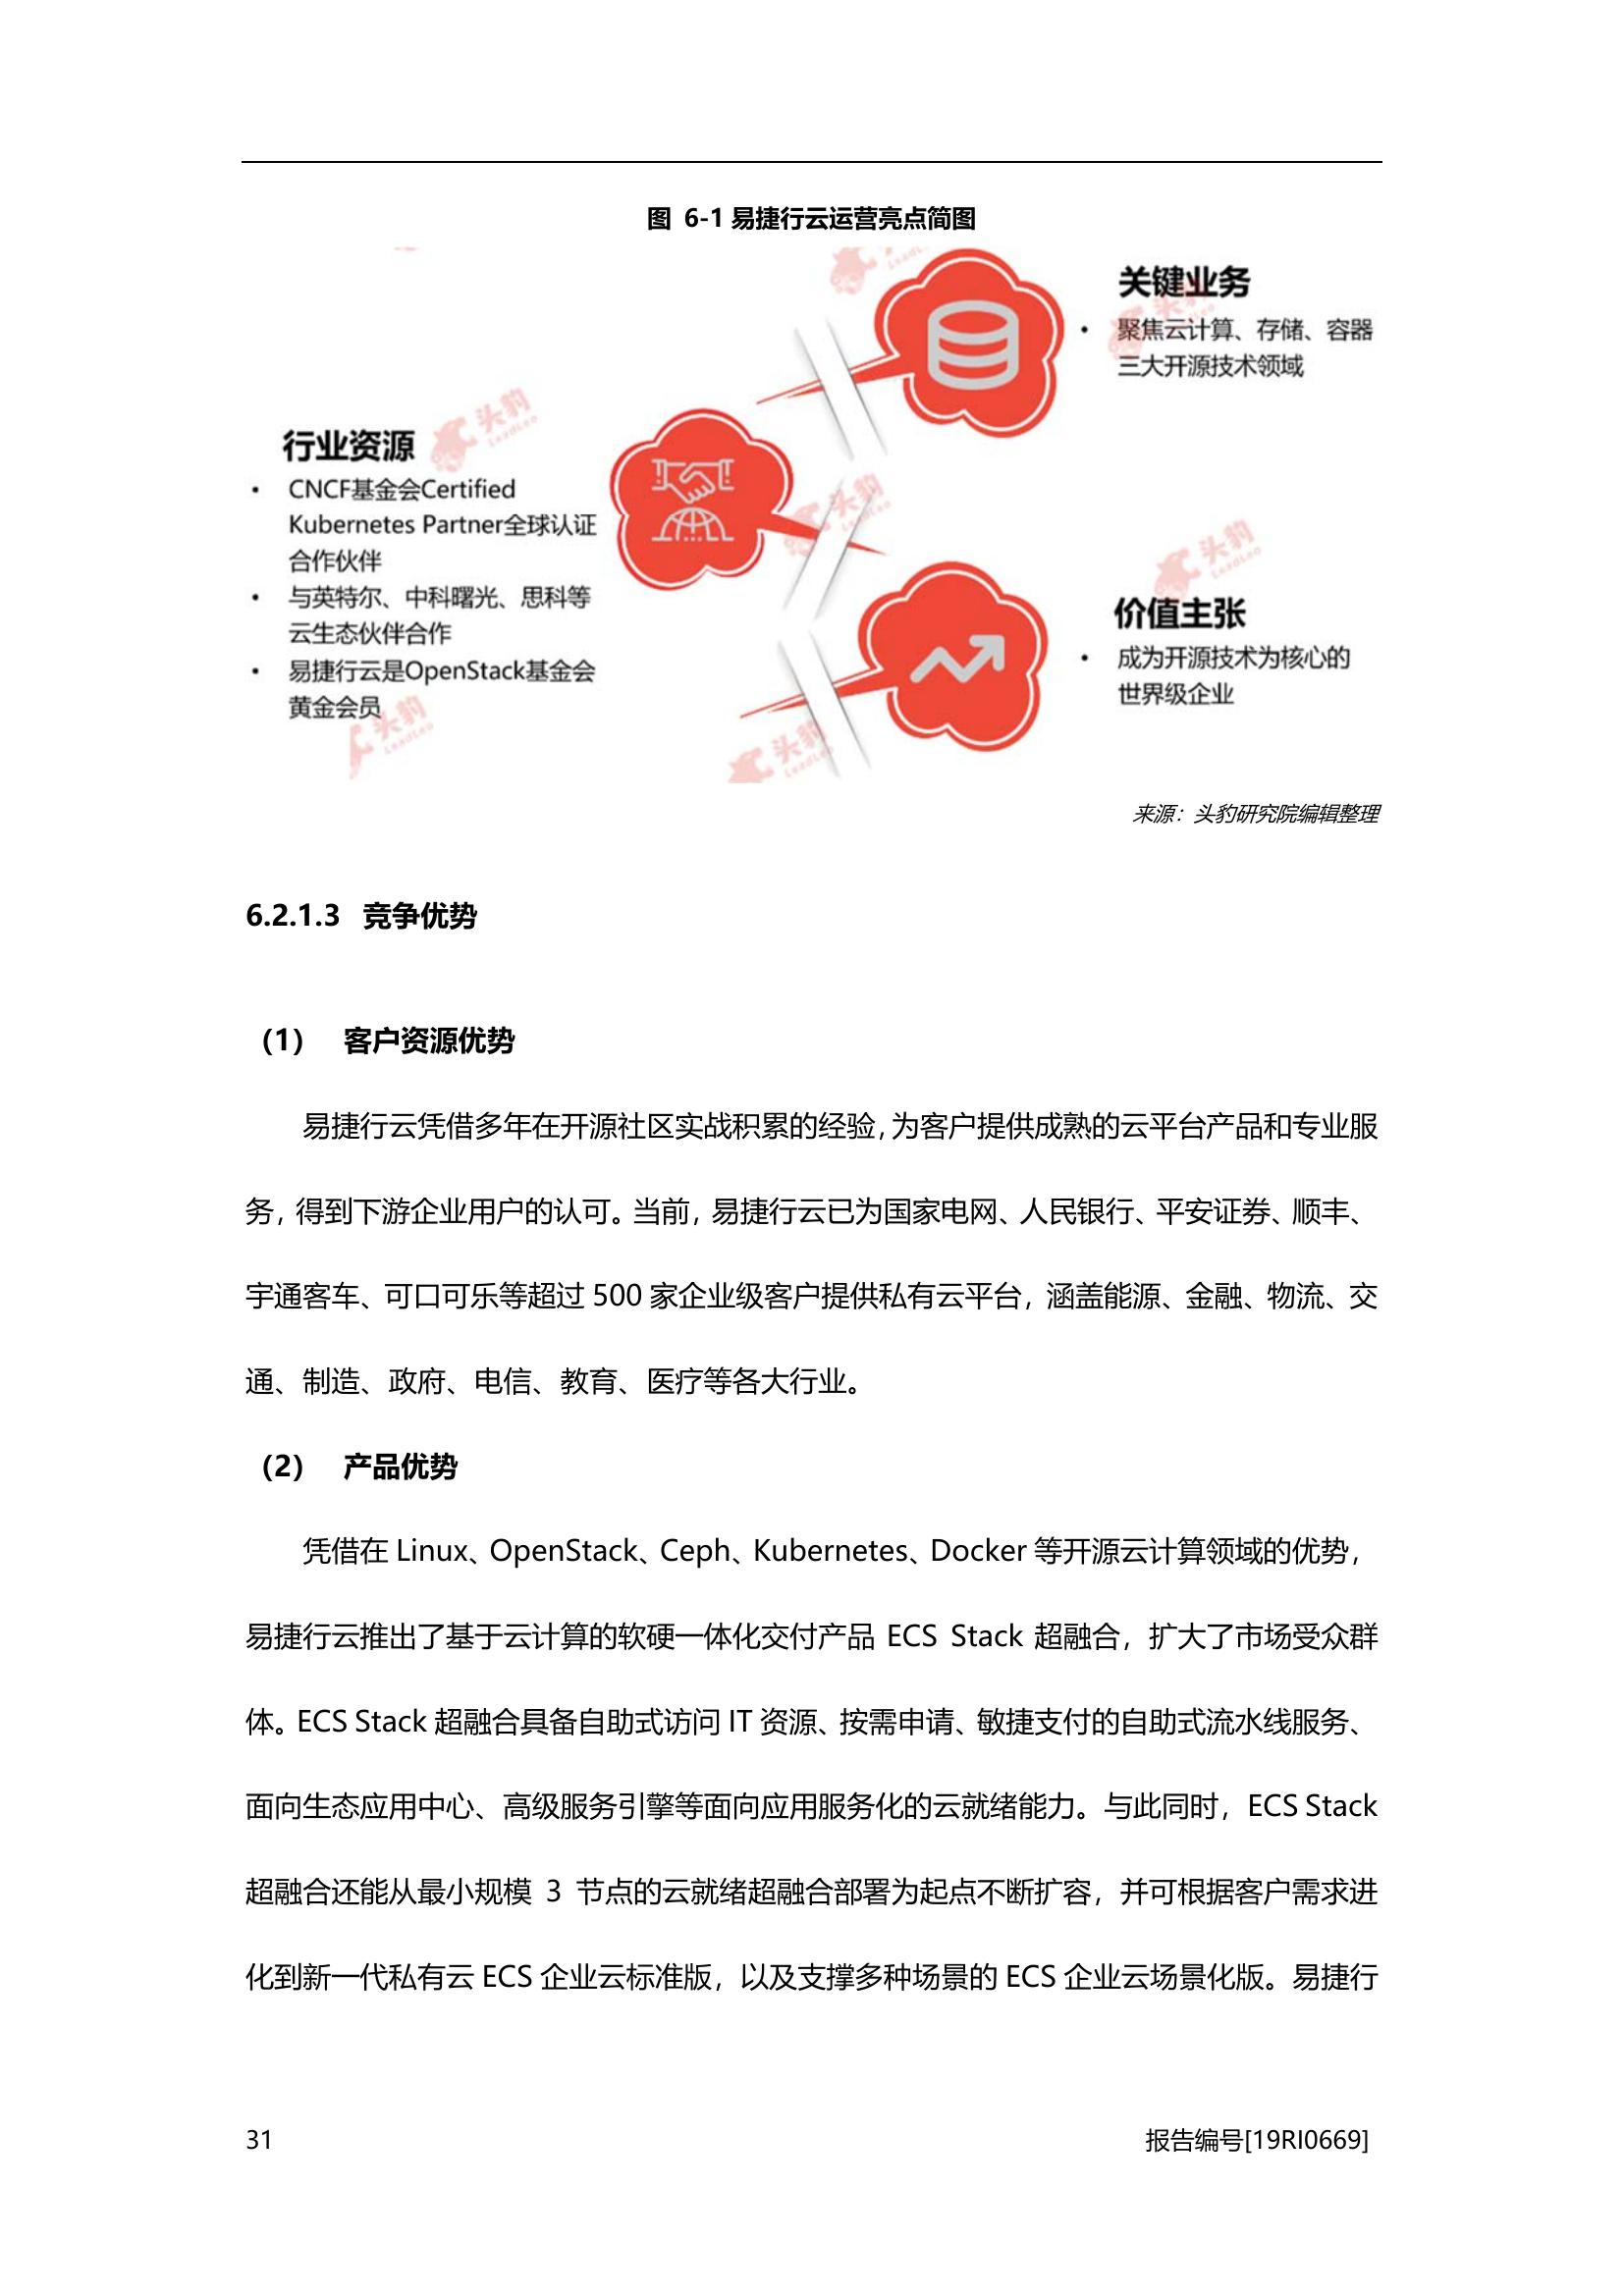 图 6-1 易捷行云运营亮点简图
关键业务
• 聚焦云计算、存储、容器
三大开源技术领域
行业资源
• CNCF基金会Certified
Kubernetes Partner全球认证
合作伙伴
• 与英特尔、中科曙光、思科等
云生态伙伴合作
• 易捷行云是OpenStack基金会
黄金会员
价值主张
• 成为开源技术为核心的
世界级企业
头豹
LeadLeo
来源：头豹研究院编辑整理
6.2.1.3 竞争优势
（1） 客户资源优势
易捷行云凭借多年在开源社区实战积累的经验，为客户提供成熟的云平台产品和专业服
务，得到下游企业用户的认可。当前，易捷行云已为国家电网、人民银行、平安证券、顺丰、
宇通客车、可口可乐等超过 500 家企业级客户提供私有云平台，涵盖能源、金融、物流、交
通、制造、政府、电信、教育、医疗等各大行业。
（2） 产品优势
凭借在 Linux、OpenStack、Ceph、Kubernetes、Docker 等开源云计算领域的优势，
易捷行云推出了基于云计算的软硬一体化交付产品 ECS Stack 超融合，扩大了市场受众群
体。ECS Stack 超融合具备自助式访问 IT 资源、按需申请、敏捷支付的自助式流水线服务、
面向生态应用中心、高级服务引擎等面向应用服务化的云就绪能力。与此同时，ECS Stack
超融合还能从最小规模 3 节点的云就绪超融合部署为起点不断扩容，并可根据客户需求进
化到新一代私有云 ECS 企业云标准版，以及支撑多种场景的 ECS 企业云场景化版。易捷行
31
报告编号[19RI0669]